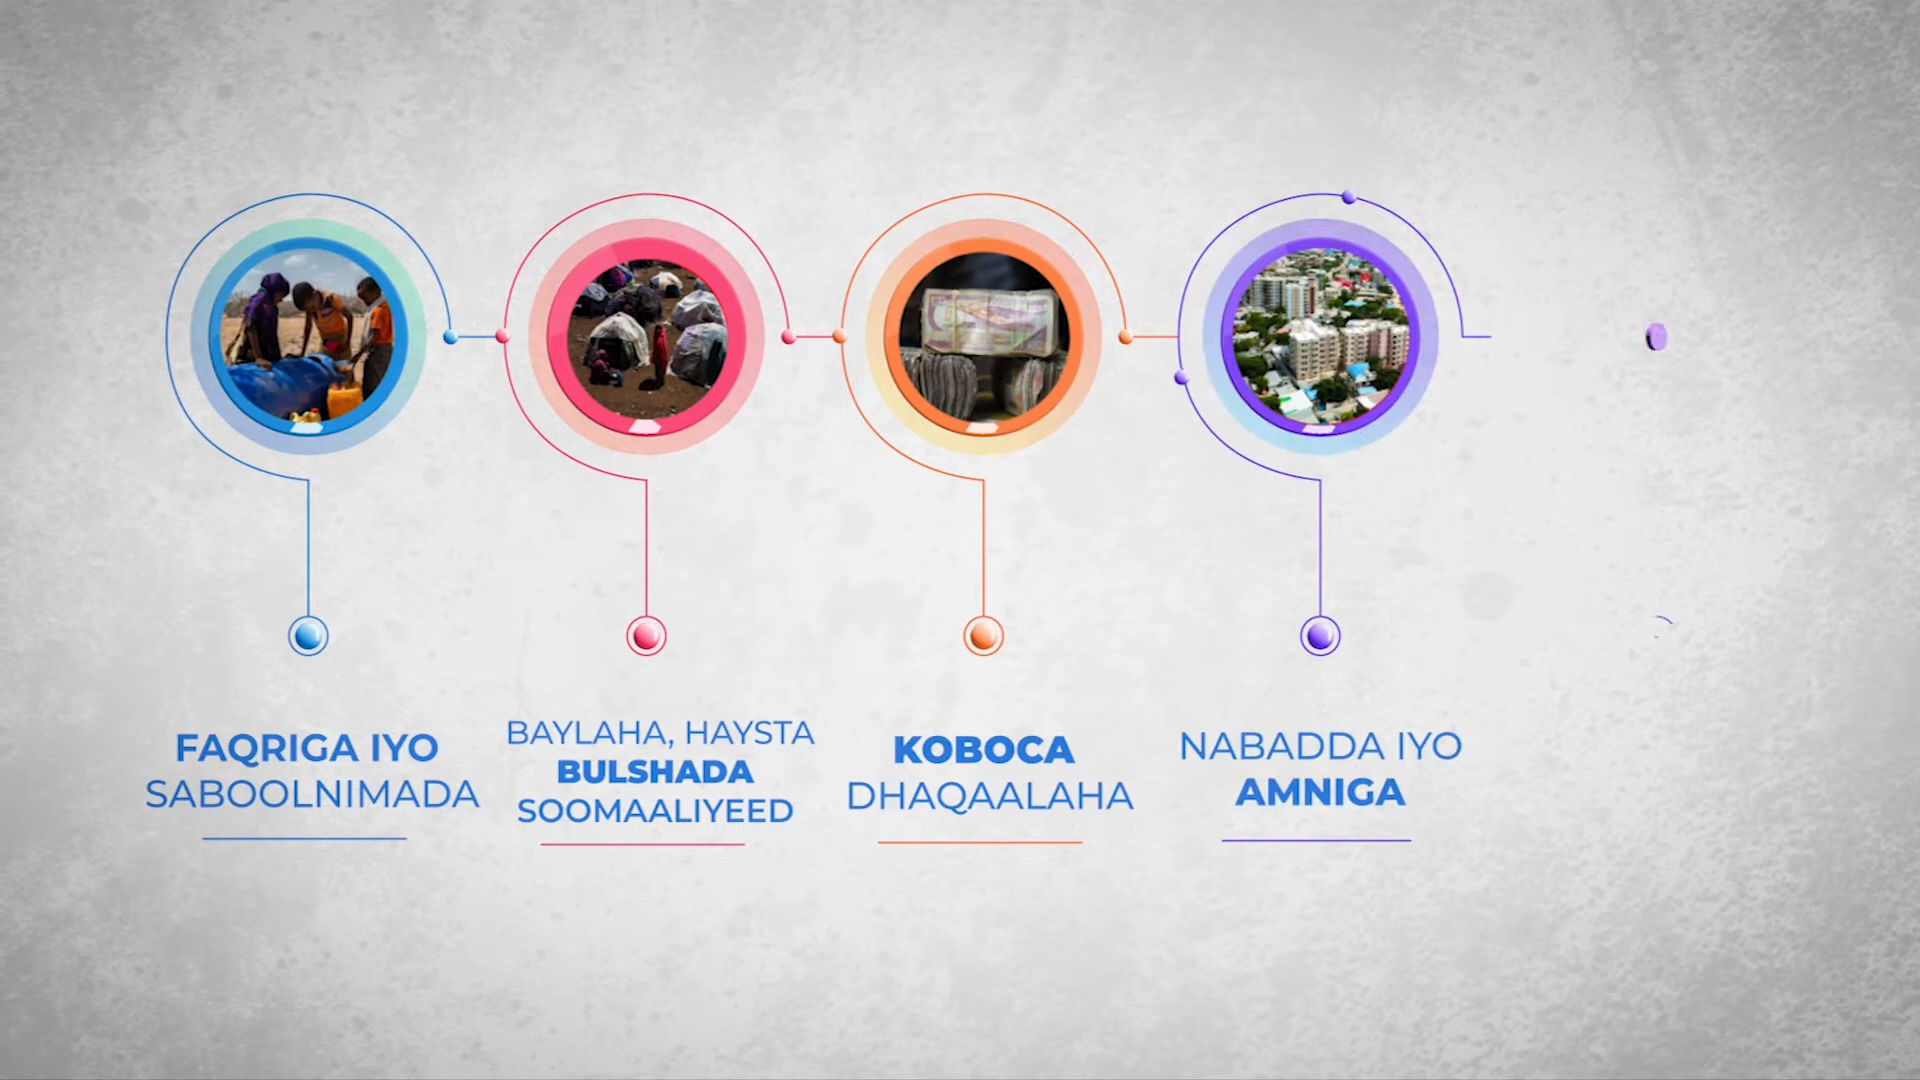 FAQRIGA IYO
SABOOLNIMADA
BAYLAHA, HAYSTA
BULSHADA
SOOMAALIYEED
KOBOCA
DHAQAALAHA
NABADDA IYO
AMNIGA